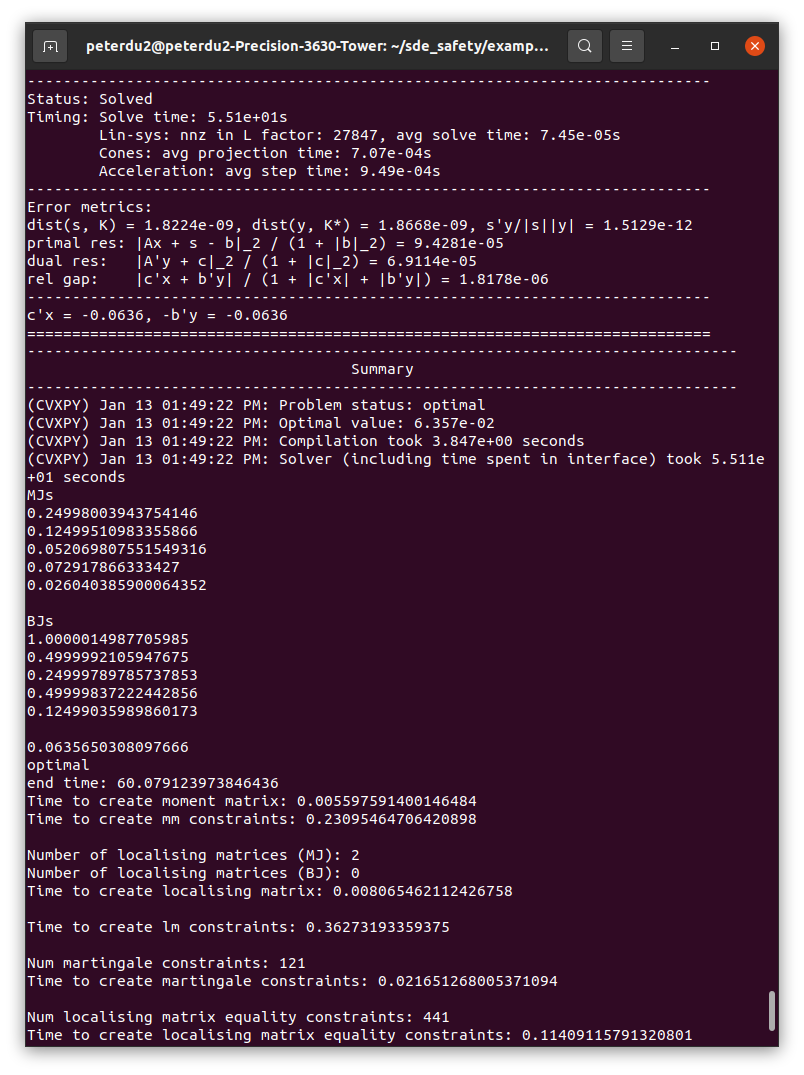 peterdu2@peterdu2-Precision-3630-Tower: ~/sde_safety/examp...
----------------------------------------------------------------------------
Status: Solved
Timing: Solve time: 5.51e+01s
        Lin-sys: nnz in L factor: 27847, avg solve time: 7.45e-05s
        Cones: avg projection time: 7.07e-04s
        Acceleration: avg step time: 9.49e-04s
----------------------------------------------------------------------------
Error metrics:
dist(s, K) = 1.8224e-09, dist(y, K*) = 1.8668e-09, s'y/|s||y| = 1.5129e-12
primal res: |Ax + s - b|_2 / (1 + |b|_2) = 9.4281e-05
dual res:   |A'y + c|_2 / (1 + |c|_2) = 6.9114e-05
rel gap:    |c'x + b'y| / (1 + |c'x| + |b'y|) = 1.8178e-06
----------------------------------------------------------------------------
c'x = -0.0636, -b'y = -0.0636
============================================================================
-------------------------------------------------------------------------------
                                    Summary
-------------------------------------------------------------------------------
(CVXPY) Jan 13 01:49:22 PM: Problem status: optimal
(CVXPY) Jan 13 01:49:22 PM: Optimal value: 6.357e-02
(CVXPY) Jan 13 01:49:22 PM: Compilation took 3.847e+00 seconds
(CVXPY) Jan 13 01:49:22 PM: Solver (including time spent in interface) took 5.511e
+01 seconds
MJs
0.24998003943754146
0.12499510983355866
0.052069807551549316
0.072917866333427
0.026040385900064352

BJs
1.0000014987705985
0.4999992105947675
0.24999789785737853
0.49999837222442856
0.12499035989860173

0.0635650308097666
optimal
end time: 60.079123973846436
Time to create moment matrix: 0.005597591400146484
Time to create mm constraints: 0.23095464706420898

Number of localising matrices (MJ): 2
Number of localising matrices (BJ): 0
Time to create localising matrix: 0.008065462112426758

Time to create lm constraints: 0.36273193359375

Num martingale constraints: 121
Time to create martingale constraints: 0.021651268005371094

Num localising matrix equality constraints: 441
Time to create localising matrix equality constraints: 0.11409115791320801